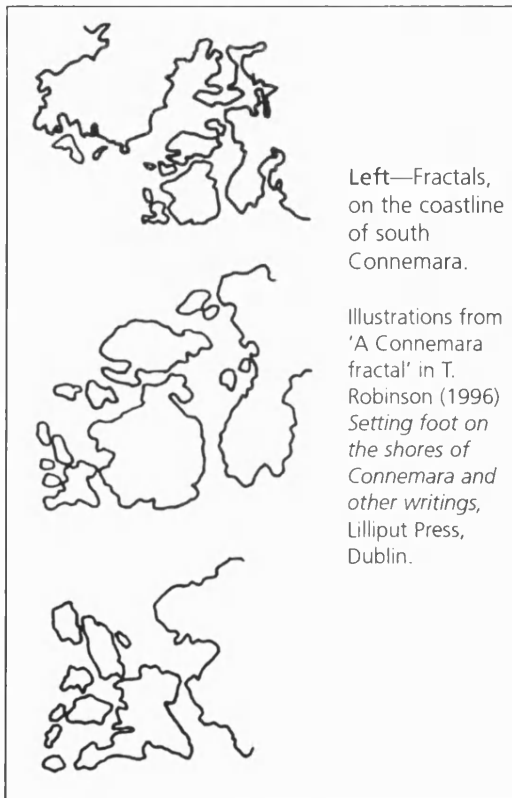 Left—Fractals,
on the coastline
of south
Connemara.
Illustrations from
'A Connemara
fractal' in T.
Robinson (1996)
Setting foot on
the shores of
Connemara and
other writings,
Lilliput Press,
Dublin.